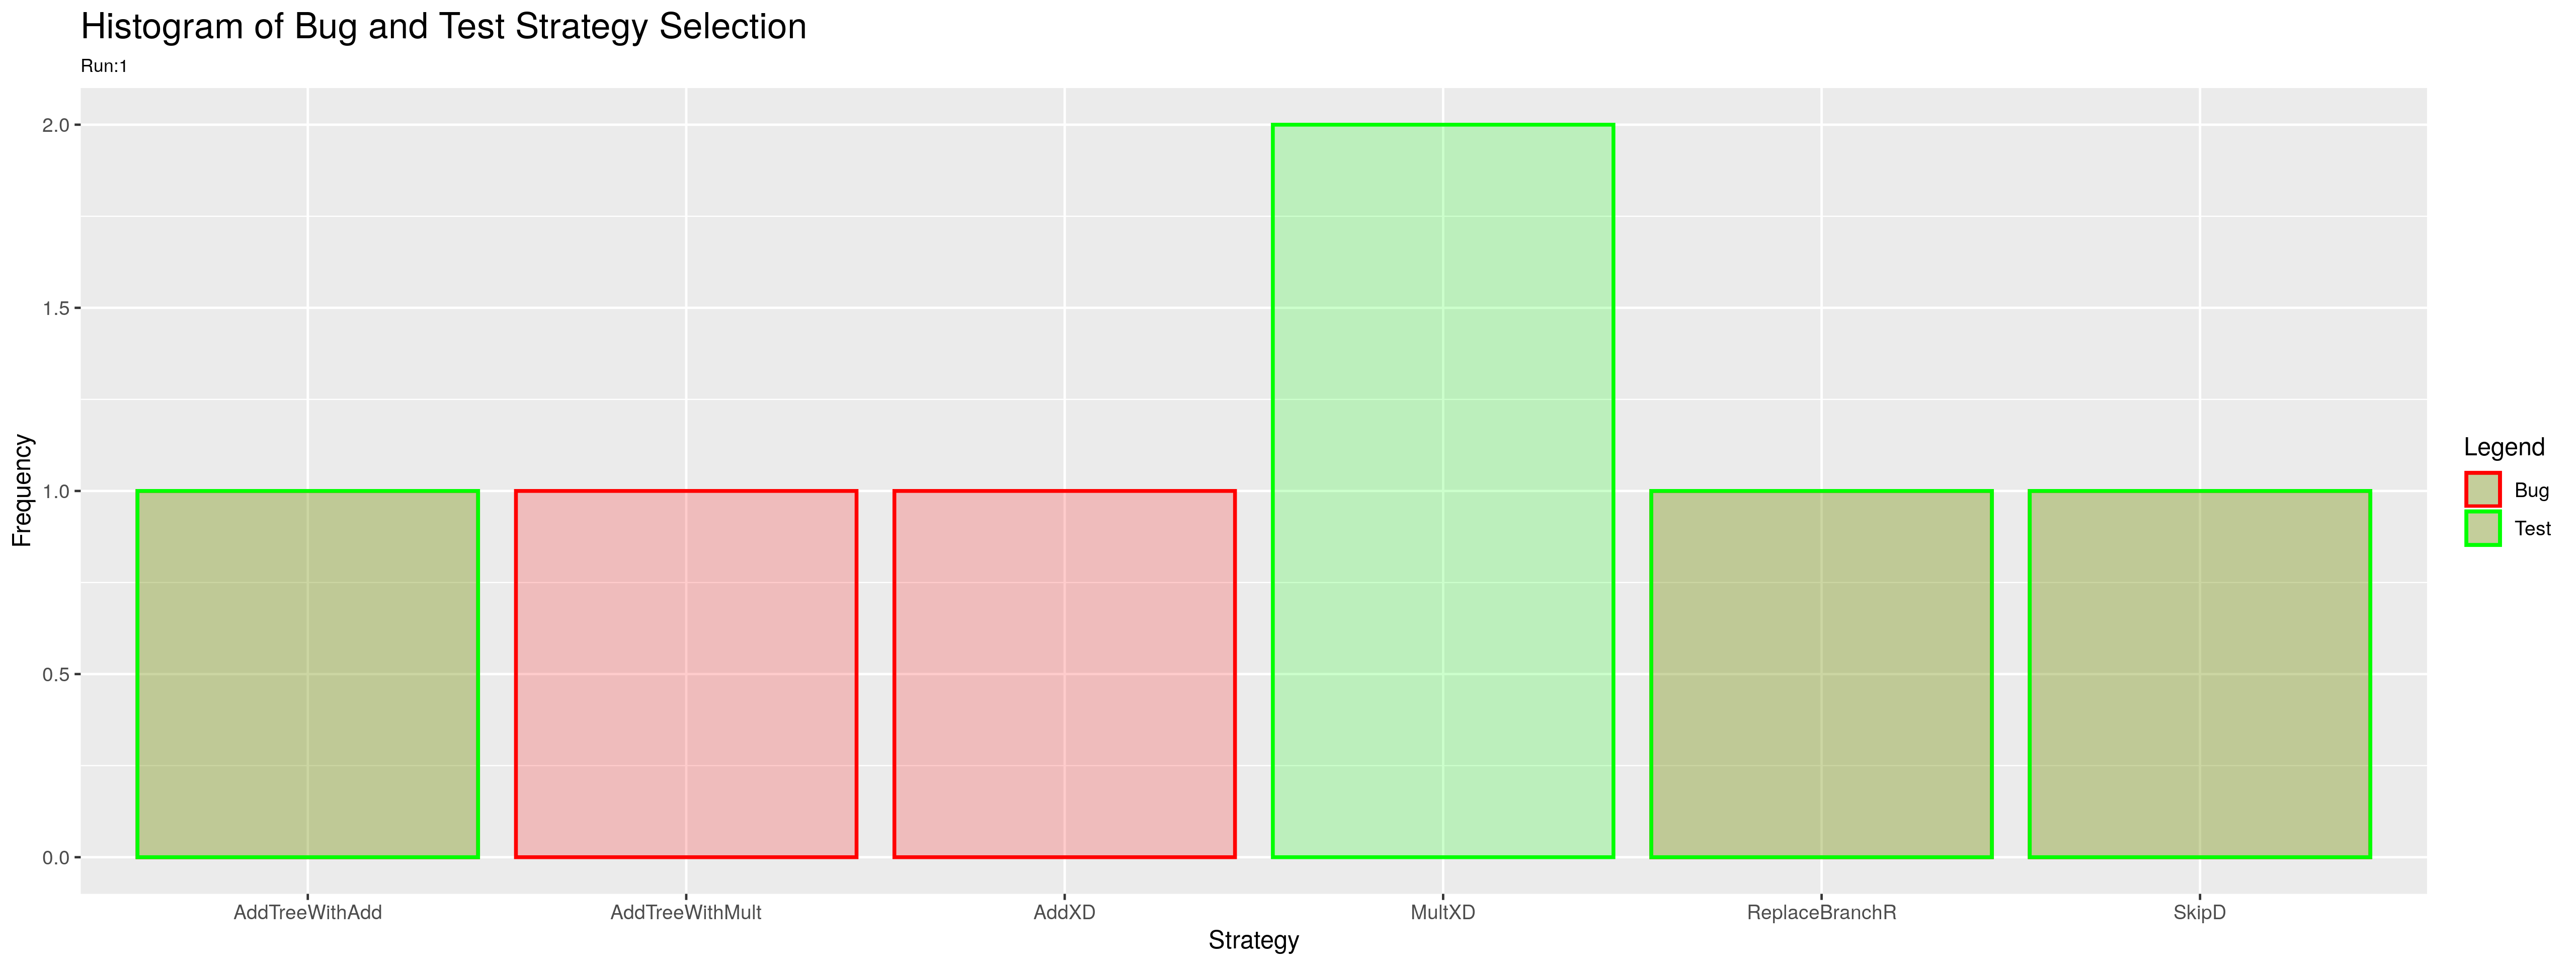 Histogram of Bug and Test Strategy Selection
Run:1
Frequency
2.0
1.5
1.0
0.5
0.0
AddTreeWithAdd AddTreeWithMult AddXD MultXD ReplaceBranchR SkipD
Strategy
Legend
Bug
Test